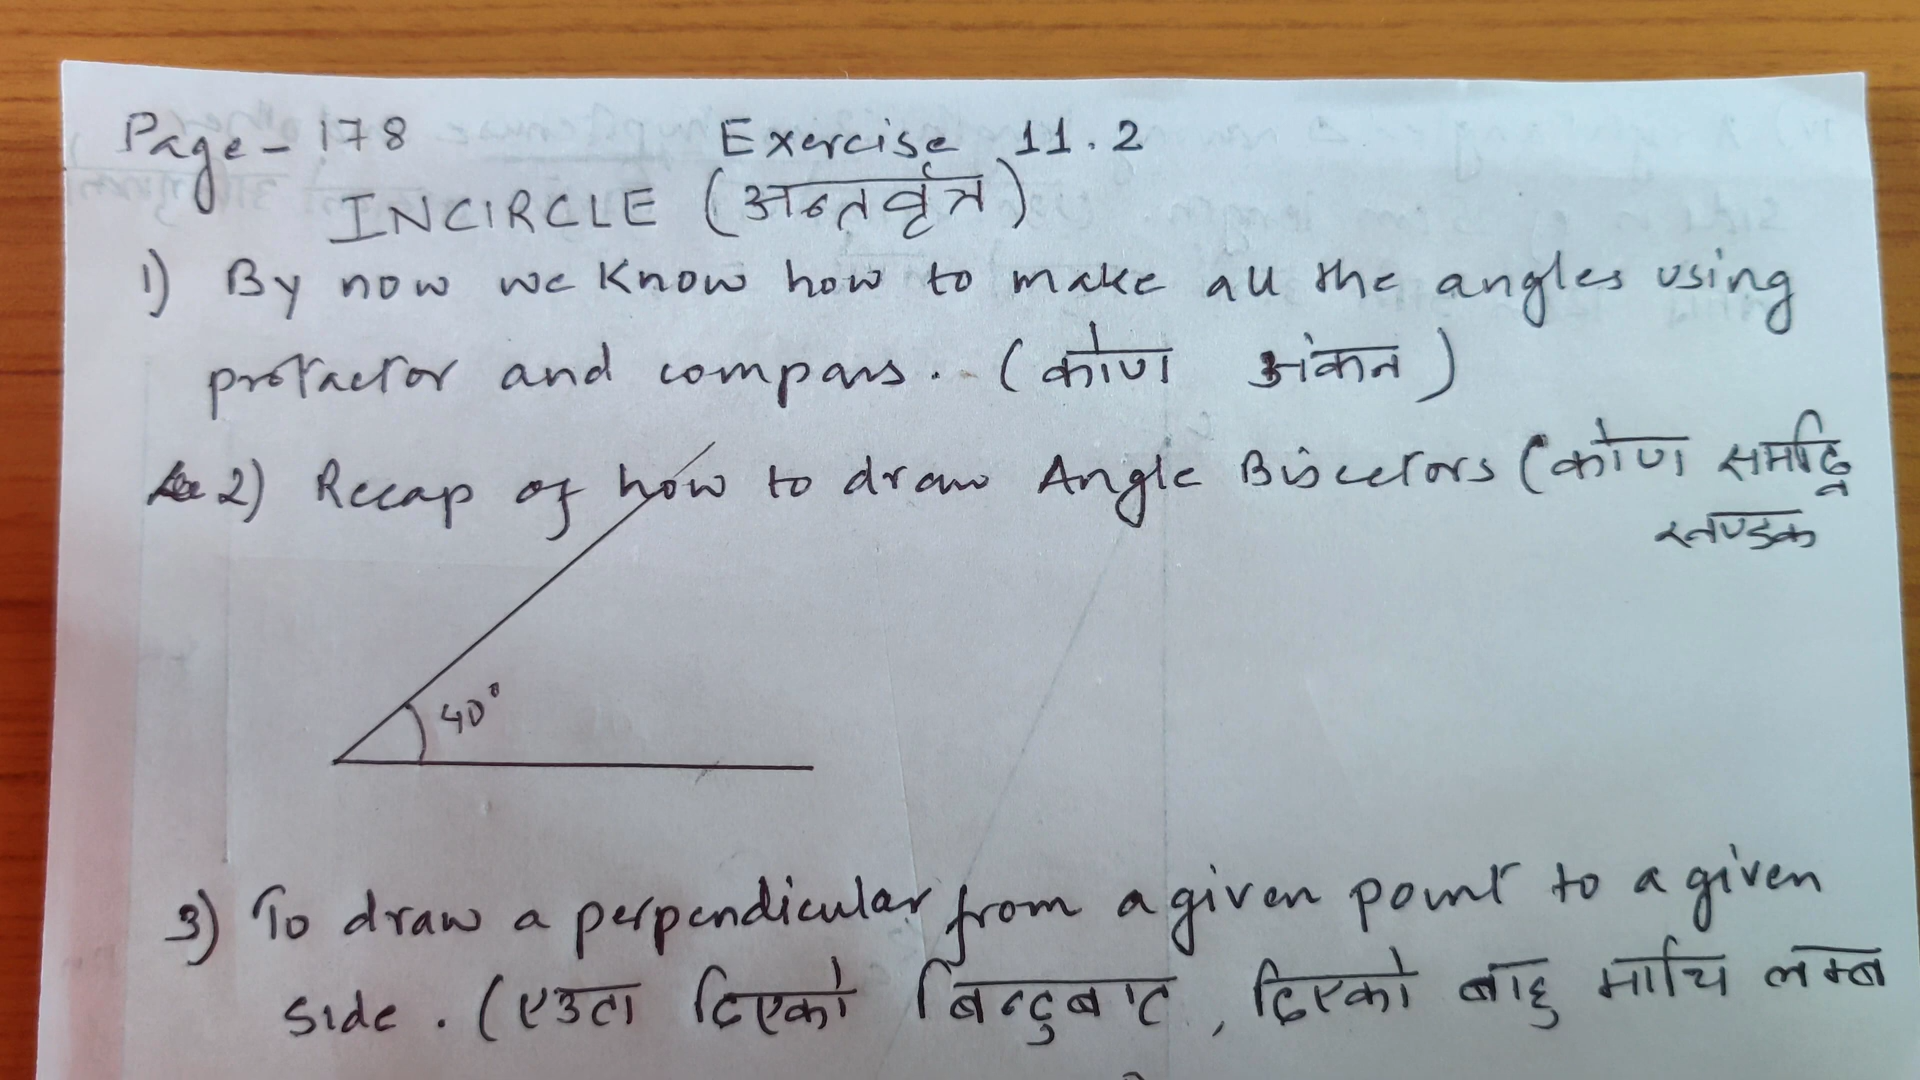 Page - 178 Exercise 11.2
INCIRCLE (अन्तर्वृत्त)
1) By now we know how to make all the angles using
protractor and compass. (कोण अंकन)
2) Recap of how to draw Angle Bisectors (कोण समद्वि
खण्डक
40°
3) To draw a perpendicular from a given point to a given
side. (एउटा दिएको बिन्दुबाट, दिएको बाहु माथि लम्ब